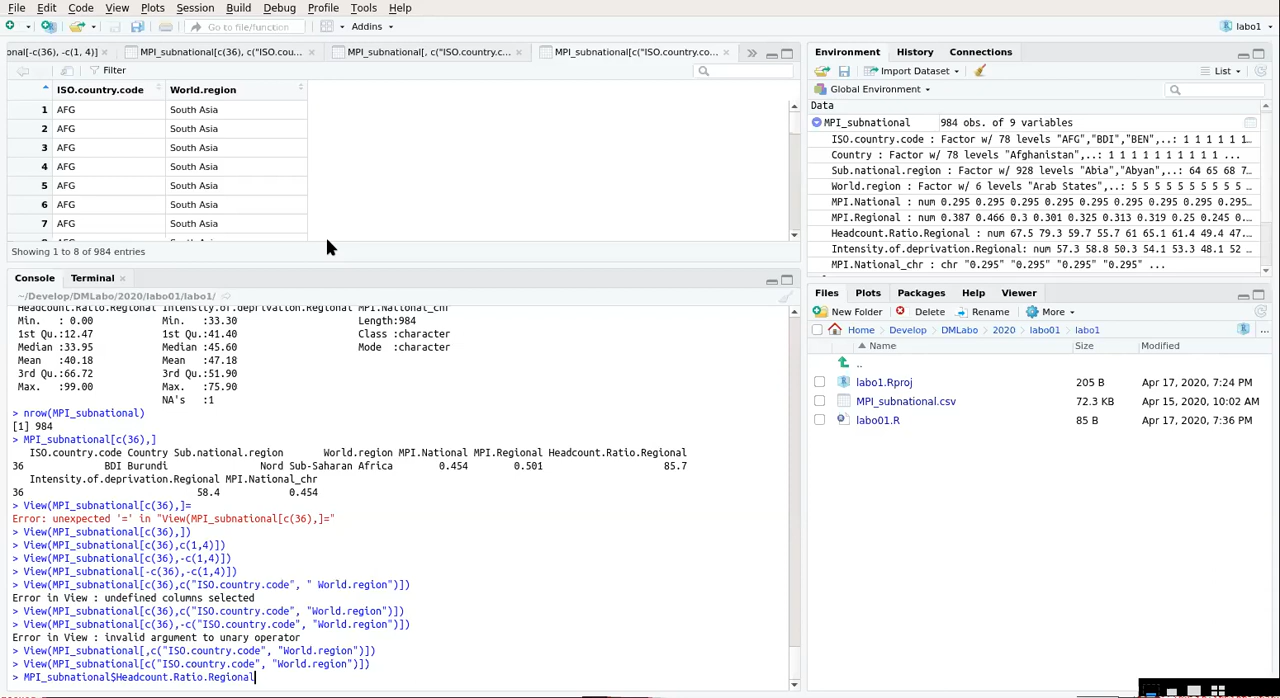 File Edit Code View Plots Session Build Debug Profile Tools Help
Go to file/function Addins labo1
onal[-c(36), -c(1, 4)] MPI_subnational[c(36), c("ISO.cou... MPI_subnational[, c("ISO.country.c... MPI_subnational[c("ISO.country.co...
Filter
ISO.country.code World.region
1 AFG South Asia
2 AFG South Asia
3 AFG South Asia
4 AFG South Asia
5 AFG South Asia
6 AFG South Asia
7 AFG South Asia
Showing 1 to 8 of 984 entries
Console Terminal
~/Develop/DMLabo/2020/labo01/labo1/
Headcount.Ratio.Regional Intensity.of.deprivation.Regional MPI.National_chr
Min. : 0.00 Min. :33.30 Length:984
1st Qu.:12.47 1st Qu.:41.40 Class :character
Median :33.95 Median :45.60 Mode :character
Mean :40.18 Mean :47.18
3rd Qu.:66.72 3rd Qu.:51.90
Max. :99.00 Max. :75.90
NA's :1
> nrow(MPI_subnational)
[1] 984
> MPI_subnational[c(36),]
ISO.country.code Country Sub.national.region World.region MPI.National MPI.Regional Headcount.Ratio.Regional
36 BDI Burundi Nord Sub-Saharan Africa 0.454 0.501 85.7
Intensity.of.deprivation.Regional MPI.National_chr
36 58.4 0.454
> View(MPI_subnational[c(36),]=
Error: unexpected '=' in "View(MPI_subnational[c(36),]="
> View(MPI_subnational[c(36),])
> View(MPI_subnational[c(36),c(1,4)])
> View(MPI_subnational[c(36),-c(1,4)])
> View(MPI_subnational[-c(36),-c(1,4)])
> View(MPI_subnational[c(36),c("ISO.country.code", " World.region")])
Error in View : undefined columns selected
> View(MPI_subnational[c(36),c("ISO.country.code", "World.region")])
> View(MPI_subnational[c(36),-c("ISO.country.code", "World.region")])
Error in View : invalid argument to unary operator
> View(MPI_subnational[,c("ISO.country.code", "World.region")])
> View(MPI_subnational[c("ISO.country.code", "World.region")])
> MPI_subnational$Headcount.Ratio.Regional
Environment History Connections
Import Dataset List
Global Environment
Data
MPI_subnational 984 obs. of 9 variables
ISO.country.code : Factor w/ 78 levels "AFG","BDI","BEN",..: 1 1 1 1 1 1…
Country : Factor w/ 78 levels "Afghanistan",..: 1 1 1 1 1 1 1 1 1 1 ...
Sub.national.region : Factor w/ 928 levels "Abia","Abyan",..: 64 65 68 7…
World.region : Factor w/ 6 levels "Arab States",..: 5 5 5 5 5 5 5 5 5 …
MPI.National : num 0.295 0.295 0.295 0.295 0.295 0.295 0.295 0.295…
MPI.Regional : num 0.387 0.466 0.3 0.301 0.325 0.313 0.319 0.25 0.245 0…
Headcount.Ratio.Regional : num 67.5 79.3 59.7 55.7 61 65.1 61.4 49.4 47…
Intensity.of.deprivation.Regional: num 57.3 58.8 50.3 54.1 53.3 48.1 52 …
MPI.National_chr : chr "0.295" "0.295" "0.295" "0.295" ...
Files Plots Packages Help Viewer
New Folder Delete Rename More
Home Develop DMLabo 2020 labo01 labo1
Name Size Modified
..
labo1.Rproj 205 B Apr 17, 2020, 7:24 PM
MPI_subnational.csv 72.3 KB Apr 15, 2020, 10:02 AM
labo01.R 85 B Apr 17, 2020, 7:36 PM